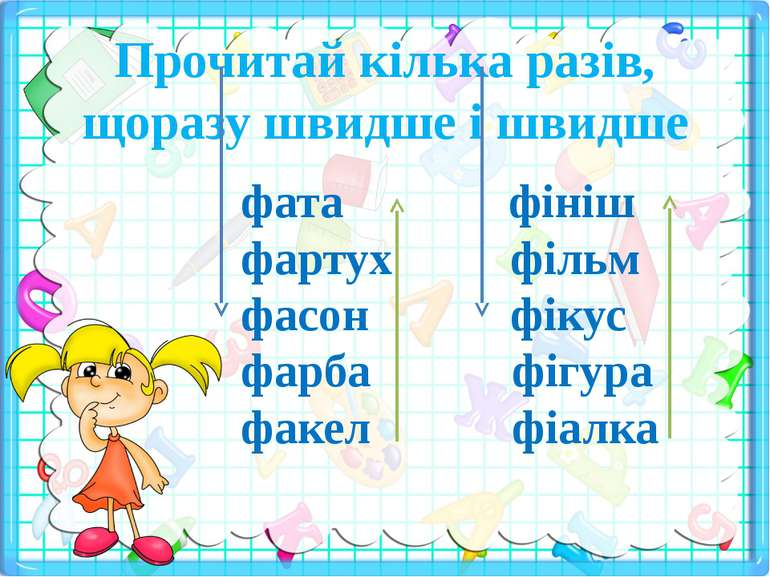 Прочитай кілька разів,
щоразу швидше і швидше
фата фініш
фартух фільм
фасон фікус
фарба фігура
факел фіалка